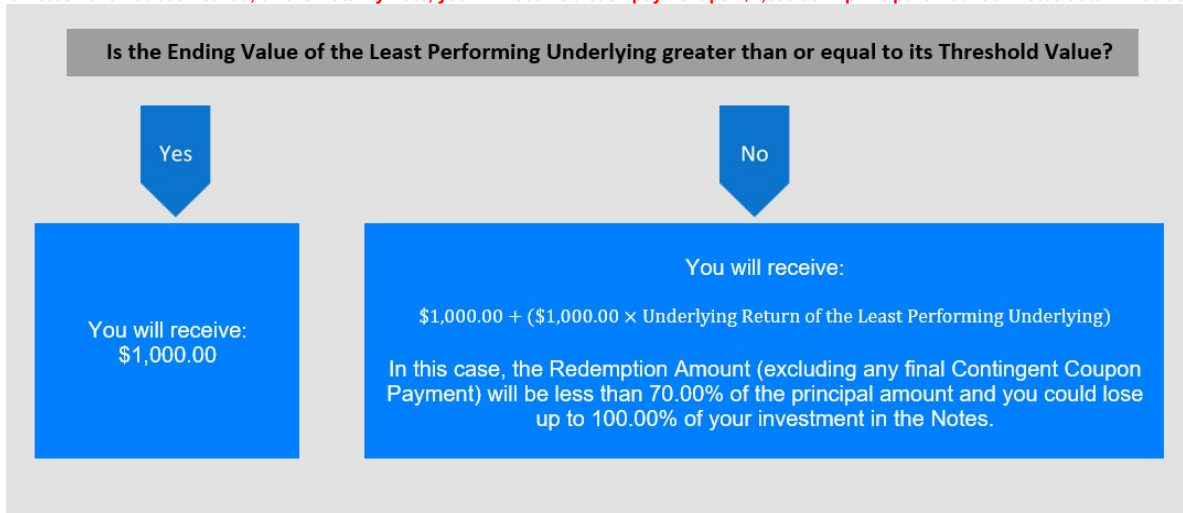 Is the Ending Value of the Least Performing Underlying greater than or equal to its Threshold Value?
Yes
No
You will receive:
$1,000.00
You will receive:
$1,000.00 + ($1,000.00 × Underlying Return of the Least Performing Underlying)
In this case, the Redemption Amount (excluding any final Contingent Coupon
Payment) will be less than 70.00% of the principal amount and you could lose
up to 100.00% of your investment in the Notes.